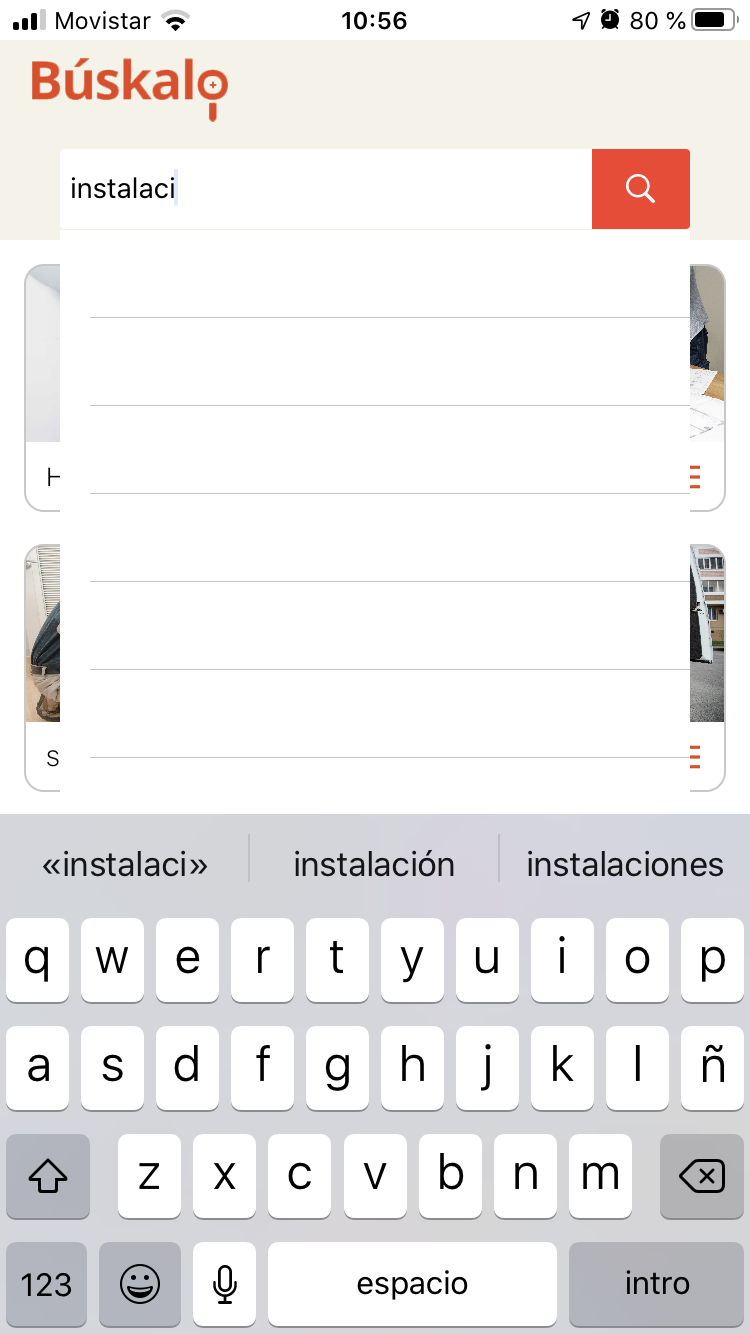 Movistar 10:56 80 %
Búskalo
instalaci
H
s
«instalaci» instalación instalaciones
q w e r t y u i o p
a s d f g h j k l ñ
z x c v b n m
123 espacio intro